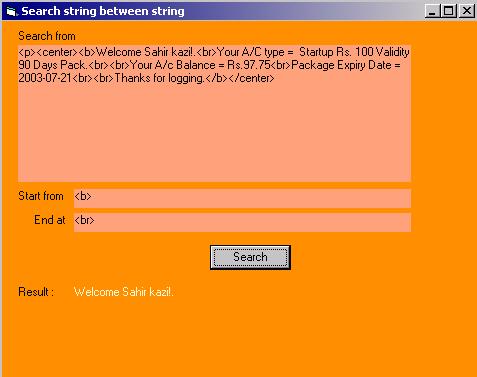 Search string between string
Search from
<p><center><b>Welcome Sahir kazi!.<br>Your A/C type =  Startup Rs. 100 Validity
90 Days Pack.<br><br>Your A/c Balance = Rs.97.75<br>Package Expiry Date =
2003-07-21<br><br>Thanks for logging.</b></center>
Start from <b>
End at <br>
Search
Result : Welcome Sahir kazi!.